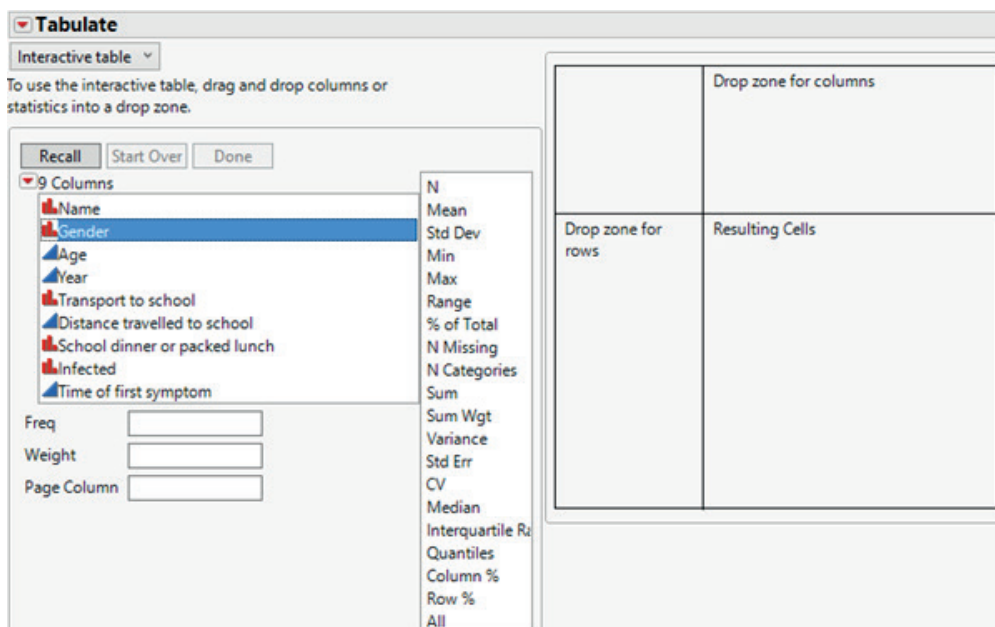 Tabulate
Interactive table
To use the interactive table, drag and drop columns or
statistics into a drop zone.
Recall
Start Over
Done
9 Columns
Name
Gender
Age
Year
Transport to school
Distance travelled to school
School dinner or packed lunch
Infected
Time of first symptom
Freq
Weight
Page Column
N
Mean
Std Dev
Min
Max
Range
% of Total
N Missing
N Categories
Sum
Sum Wgt
Variance
Std Err
CV
Median
Interquartile Ra
Quantiles
Column %
Row %
All
Drop zone for columns
Drop zone for
rows
Resulting Cells